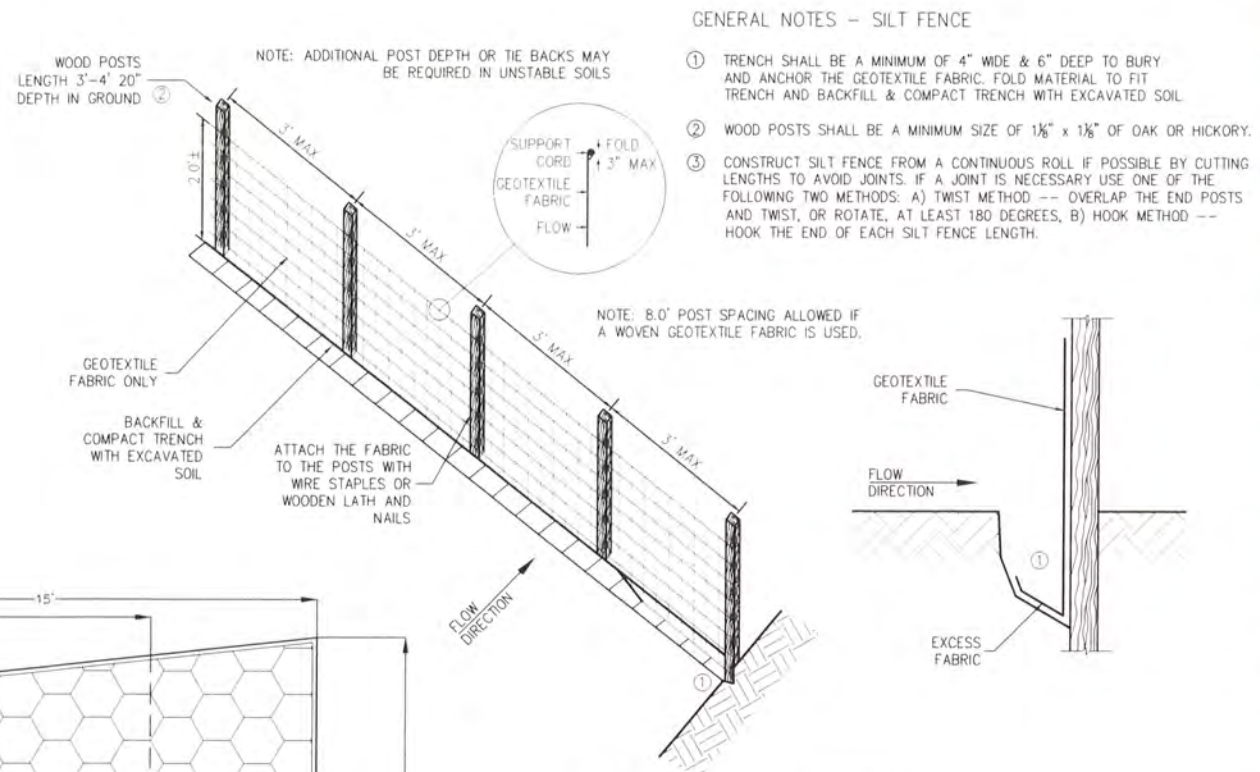 GENERAL NOTES – SILT FENCE
① TRENCH SHALL BE A MINIMUM OF 4" WIDE & 6" DEEP TO BURY
AND ANCHOR THE GEOTEXTILE FABRIC. FOLD MATERIAL TO FIT
TRENCH AND BACKFILL & COMPACT TRENCH WITH EXCAVATED SOIL
② WOOD POSTS SHALL BE A MINIMUM SIZE OF 1⅛" x 1⅛" OF OAK OR HICKORY.
③ CONSTRUCT SILT FENCE FROM A CONTINUOUS ROLL IF POSSIBLE BY CUTTING
LENGTHS TO AVOID JOINTS. IF A JOINT IS NECESSARY USE ONE OF THE
FOLLOWING TWO METHODS: A) TWIST METHOD -- OVERLAP THE END POSTS
AND TWIST, OR ROTATE, AT LEAST 180 DEGREES, B) HOOK METHOD --
HOOK THE END OF EACH SILT FENCE LENGTH.
WOOD POSTS
LENGTH 3'-4' 20"
DEPTH IN GROUND ②
NOTE: ADDITIONAL POST DEPTH OR TIE BACKS MAY
BE REQUIRED IN UNSTABLE SOILS
2.0'±
3' MAX
3' MAX
3' MAX
3' MAX
SUPPORT
CORD
FOLD
3" MAX
GEOTEXTILE
FABRIC
FLOW
NOTE: 8.0' POST SPACING ALLOWED IF
A WOVEN GEOTEXTILE FABRIC IS USED.
GEOTEXTILE
FABRIC ONLY
BACKFILL &
COMPACT TRENCH
WITH EXCAVATED
SOIL
ATTACH THE FABRIC
TO THE POSTS WITH
WIRE STAPLES OR
WOODEN LATH AND
NAILS
FLOW
DIRECTION
①
GEOTEXTILE
FABRIC
FLOW
DIRECTION
①
EXCESS
FABRIC
15'